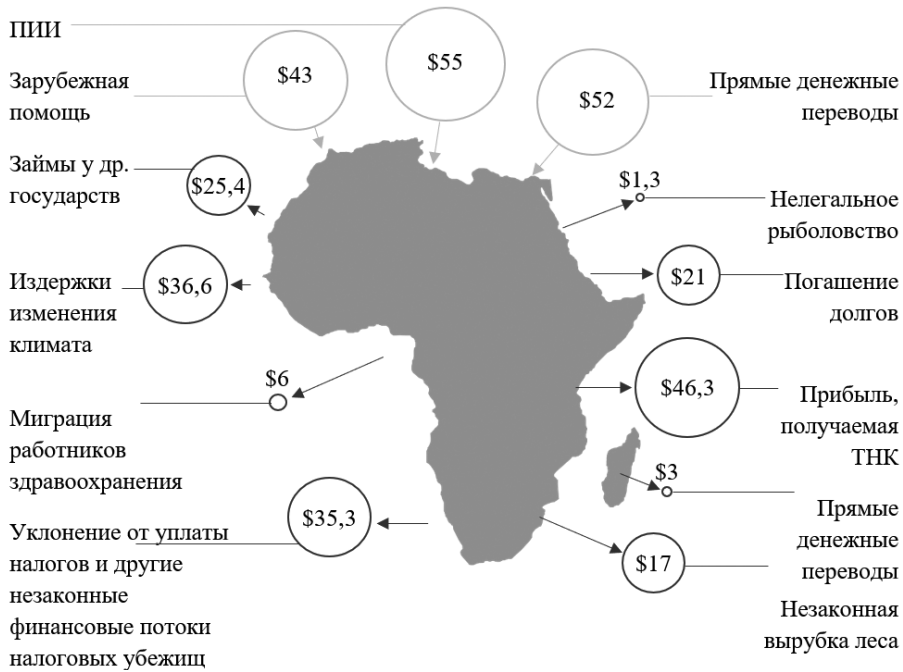 ПИИ
$43
$55
$52
Зарубежная
помощь
Прямые денежные
переводы
Займы у др.
государств
$25,4
$1,3
Нелегальное
рыболовство
Издержки
изменения
климата
$36,6
$21
Погашение
долгов
$6
Миграция
работников
здравоохранения
$46,3
Прибыль,
получаемая
ТНК
$3
Прямые
денежные
переводы
Уклонение от уплаты
налогов и другие
незаконные
финансовые потоки
налоговых убежищ
$35,3
$17
Незаконная
вырубка леса